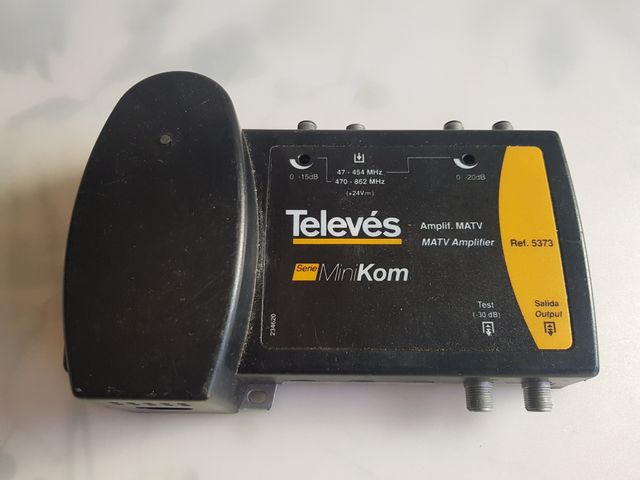 0 -15dB
47 - 454 MHz
470 - 862 MHz
(+24V⎓)
0 -20dB
Televés
Amplif. MATV
MATV Amplifier
Ref. 5373
Serie MiniKom
234620
Test
(-30 dB)
Salida
Output